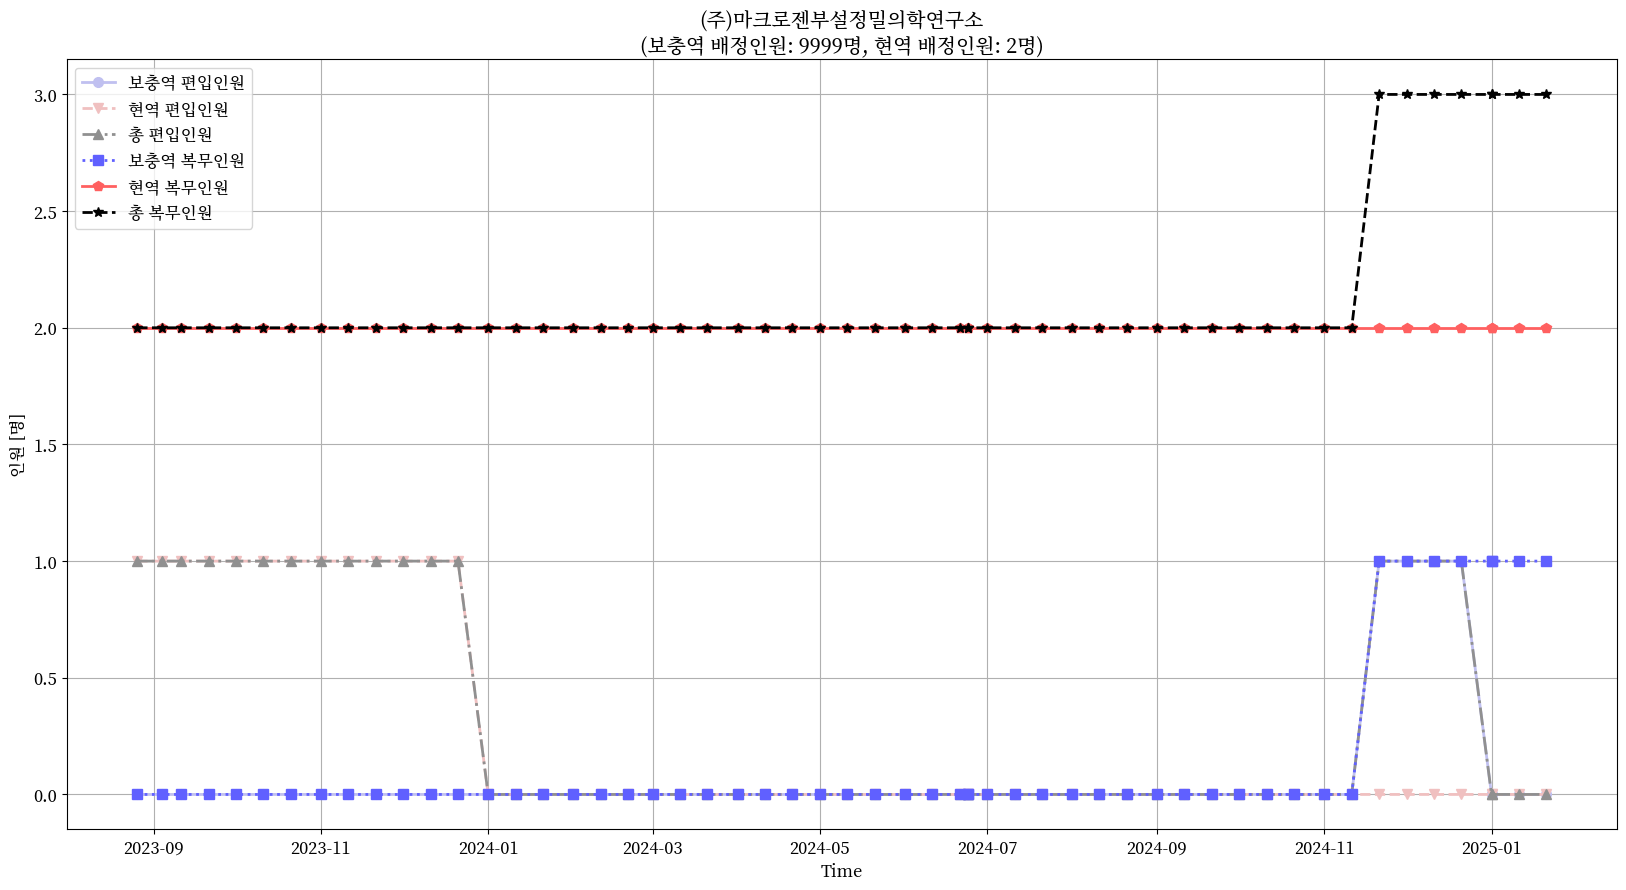 (주)마크로젠부설정밀의학연구소
(보충역 배정인원: 9999명, 현역 배정인원: 2명)
보충역 편입인원
현역 편입인원
총 편입인원
보충역 복무인원
현역 복무인원
총 복무인원
인원 [명]
3.0
2.5
2.0
1.5
1.0
0.5
0.0
2023-09
2023-11
2024-01
2024-03
2024-05
2024-07
2024-09
2024-11
2025-01
Time